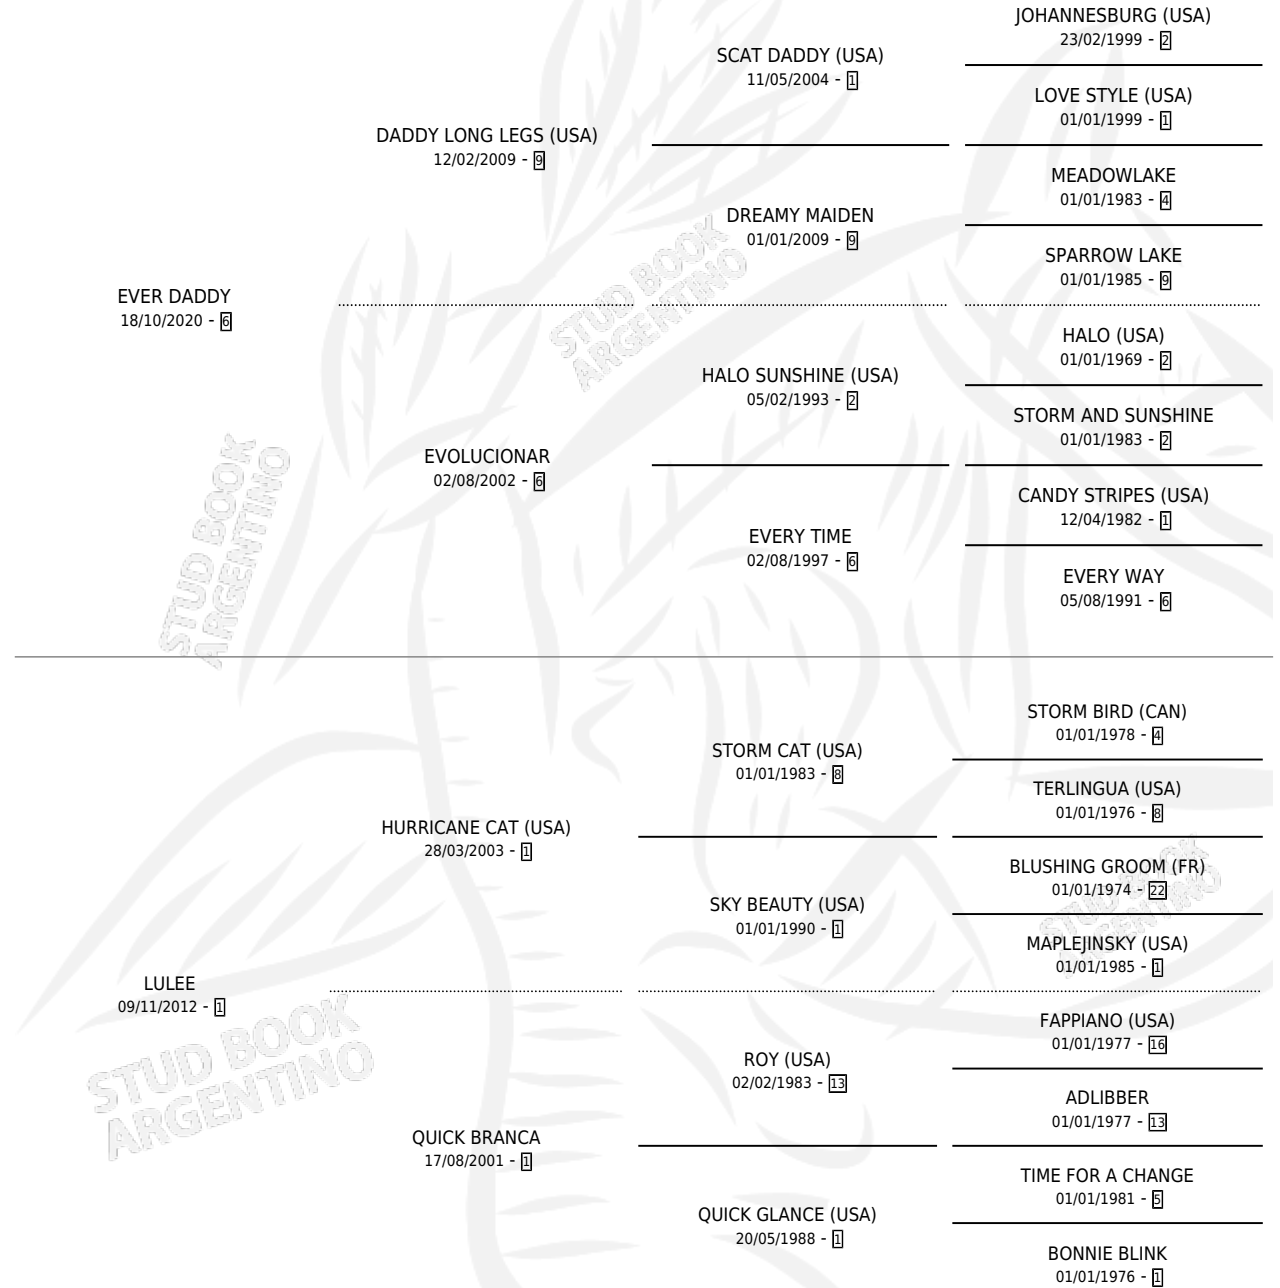 JOHANNESBURG (USA)
23/02/1999 - 2
SCAT DADDY (USA)
11/05/2004 - 1
LOVE STYLE (USA)
01/01/1999 - 1
DADDY LONG LEGS (USA)
12/02/2009 - 9
MEADOWLAKE
01/01/1983 - 4
DREAMY MAIDEN
01/01/2009 - 9
SPARROW LAKE
01/01/1985 - 9
EVER DADDY
18/10/2020 - 6
HALO (USA)
01/01/1969 - 2
HALO SUNSHINE (USA)
05/02/1993 - 2
STORM AND SUNSHINE
01/01/1983 - 2
EVOLUCIONAR
02/08/2002 - 6
CANDY STRIPES (USA)
12/04/1982 - 1
EVERY TIME
02/08/1997 - 6
EVERY WAY
05/08/1991 - 6
STORM BIRD (CAN)
01/01/1978 - 4
STORM CAT (USA)
01/01/1983 - 8
TERLINGUA (USA)
01/01/1976 - 8
HURRICANE CAT (USA)
28/03/2003 - 1
BLUSHING GROOM (FR)
01/01/1974 - 22
SKY BEAUTY (USA)
01/01/1990 - 1
MAPLEJINSKY (USA)
01/01/1985 - 1
LULEE
09/11/2012 - 1
FAPPIANO (USA)
01/01/1977 - 16
ROY (USA)
02/02/1983 - 13
ADLIBBER
01/01/1977 - 13
QUICK BRANCA
17/08/2001 - 1
TIME FOR A CHANGE
01/01/1981 - 5
QUICK GLANCE (USA)
20/05/1988 - 1
BONNIE BLINK
01/01/1976 - 1
STUD BOOK
ARGENTINO
STUD BOOK
ARGENTINO
STUD BOOK
ARGENTINO
STUD BOOK
ARGENTINO